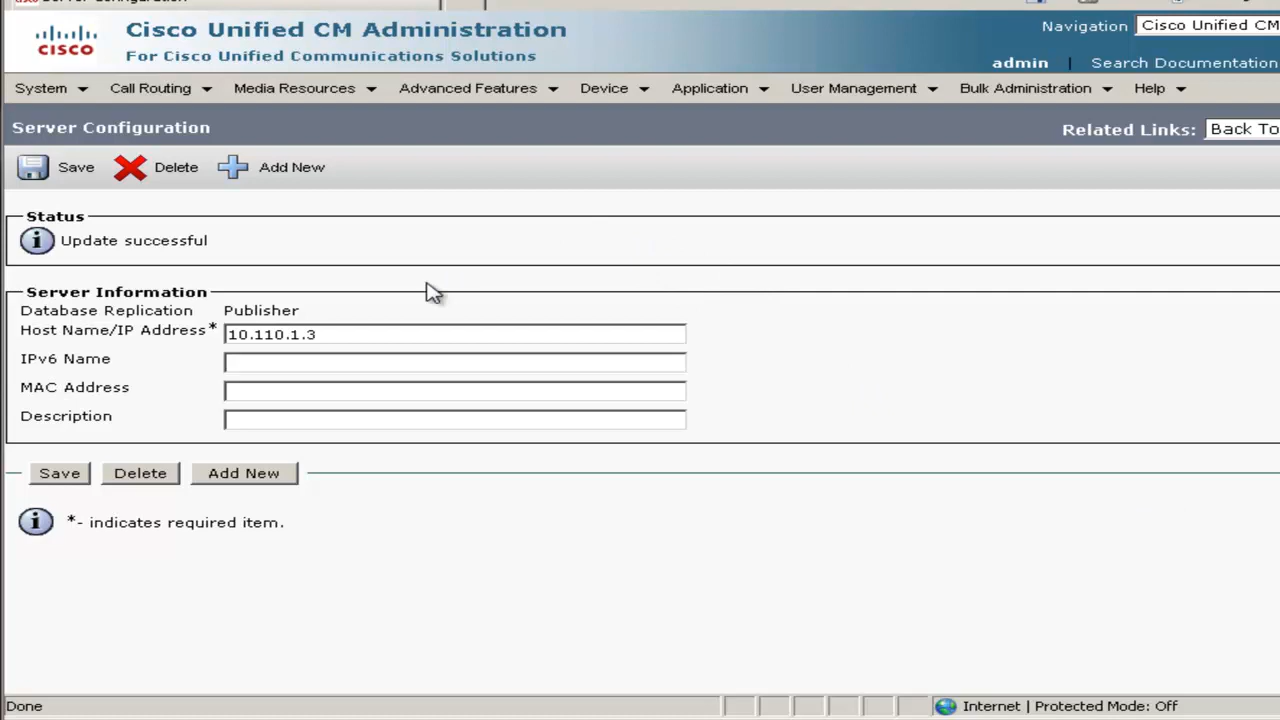 Cisco Unified CM Administration
Navigation Cisco Unified CM
CISCO
For Cisco Unified Communications Solutions
admin | Search Documentation
System Call Routing Media Resources Advanced Features Device Application User Management Bulk Administration Help
Server Configuration
Related Links: Back To
Save Delete Add New
Status
Update successful
Server Information
Database Replication Publisher
Host Name/IP Address* 10.110.1.3
IPv6 Name
MAC Address
Description
Save Delete Add New
*- indicates required item.
Done
Internet | Protected Mode: Off